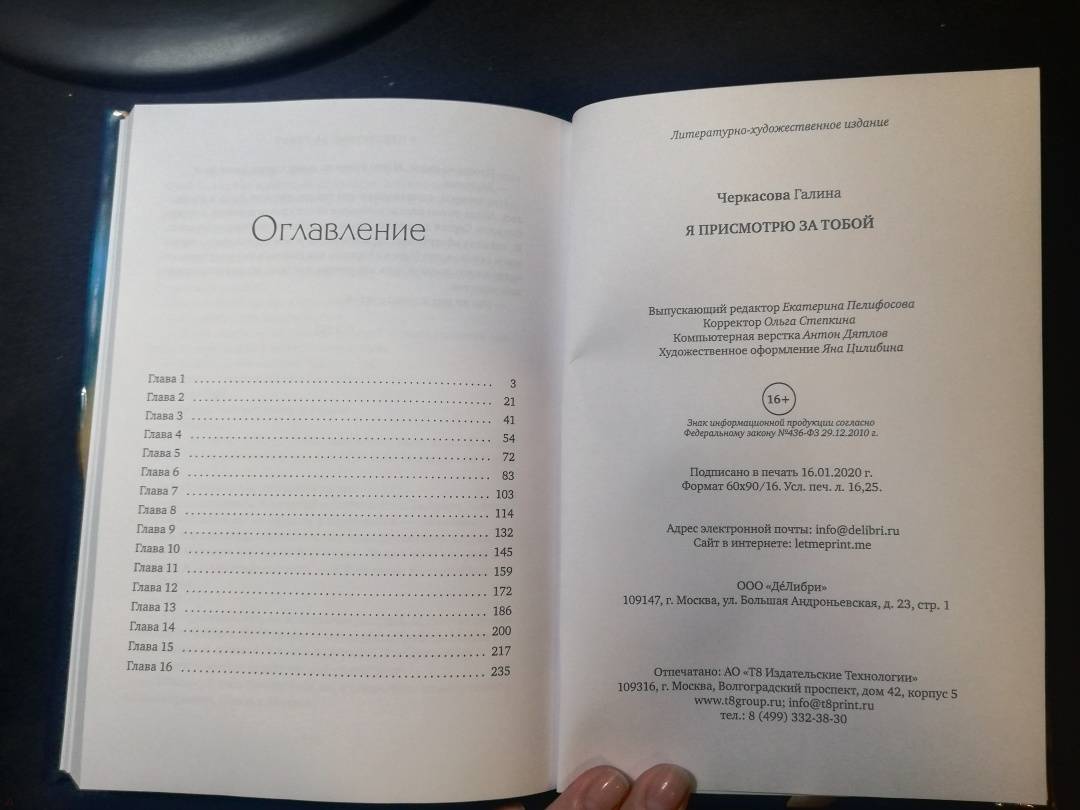 Оглавление
Глава 1 3
Глава 2 21
Глава 3 41
Глава 4 54
Глава 5 72
Глава 6 83
Глава 7 103
Глава 8 114
Глава 9 132
Глава 10 145
Глава 11 159
Глава 12 172
Глава 13 186
Глава 14 200
Глава 15 217
Глава 16 235
Литературно-художественное издание
Черкасова Галина
Я ПРИСМОТРЮ ЗА ТОБОЙ
Выпускающий редактор Екатерина Пелифосова
Корректор Ольга Степкина
Компьютерная верстка Антон Дятлов
Художественное оформление Яна Цилибина
16+
Знак информационной продукции согласно
Федеральному закону №436-ФЗ 29.12.2010 г.
Подписано в печать 16.01.2020 г.
Формат 60x90/16. Усл. печ. л. 16,25.
Адрес электронной почты: info@delibri.ru
Сайт в интернете: letmeprint.me
ООО «ДéЛибри»
109147, г. Москва, ул. Большая Андроньевская, д. 23, стр. 1
Отпечатано: АО «Т8 Издательские Технологии»
109316, г. Москва, Волгоградский проспект, дом 42, корпус 5
www.t8group.ru; info@t8print.ru
тел.: 8 (499) 332-38-30